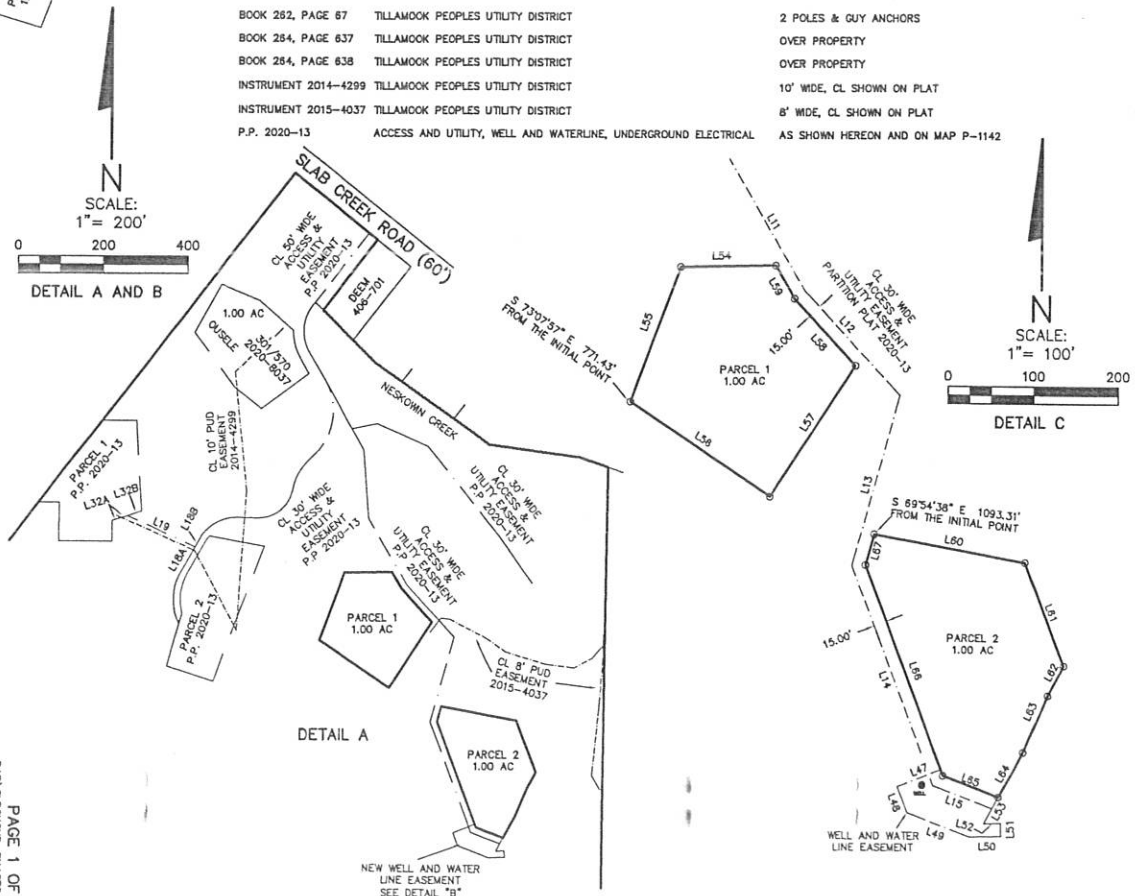 BOOK 262, PAGE 67 TILLAMOOK PEOPLES UTILITY DISTRICT 2 POLES & GUY ANCHORS
BOOK 264, PAGE 637 TILLAMOOK PEOPLES UTILITY DISTRICT OVER PROPERTY
BOOK 264, PAGE 638 TILLAMOOK PEOPLES UTILITY DISTRICT OVER PROPERTY
INSTRUMENT 2014-4299 TILLAMOOK PEOPLES UTILITY DISTRICT 10' WIDE, CL SHOWN ON PLAT
INSTRUMENT 2015-4037 TILLAMOOK PEOPLES UTILITY DISTRICT 8' WIDE, CL SHOWN ON PLAT
P.P. 2020-13 ACCESS AND UTILITY, WELL AND WATERLINE, UNDERGROUND ELECTRICAL AS SHOWN HEREON AND ON MAP P-1142
N
SCALE:
1"= 200'
0 200 400
DETAIL A AND B
SLAB CREEK ROAD (60')
CL 50' WIDE
ACCESS &
UTILITY
EASEMENT
P.P. 2020-13
DEEM
406-701
1.00 AC
OUSELE
301/570
2020-8037
NESKOWN CREEK
CL 10' PUD
EASEMENT
2014-4299
PARCEL 1
P.P. 2020-13
L32A
L32B
L19
L18B
L18A
PARCEL 2
P.P. 2020-13
CL 30' WIDE
ACCESS &
UTILITY
EASEMENT
P.P 2020-13
CL 30' WIDE
ACCESS &
UTILITY EASEMENT
P.P 2020-13
CL 30' WIDE
ACCESS &
UTILITY EASEMENT
P.P 2020-13
PARCEL 1
1.00 AC
CL 8' PUD
EASEMENT
2015-4037
DETAIL A
PARCEL 2
1.00 AC
NEW WELL AND WATER
LINE EASEMENT
SEE DETAIL "B"
L11
L54
L59
CL 30' WIDE
ACCESS &
UTILITY EASEMENT
PARTITION PLAT 2020-13
L12
S 73°07'57" E 771.43'
FROM THE INITIAL POINT
L55
15.00'
L58
PARCEL 1
1.00 AC
L56
L57
N
SCALE:
1"= 100'
0 100 200
DETAIL C
L13
S 69°54'38" E 1093.31'
FROM THE INITIAL POINT
L67
L60
L61
15.00'
PARCEL 2
1.00 AC
L62
L14
L66
L63
L64
L47
L65
L48
L15
L53
L52
L51
L49
L50
WELL AND WATER
LINE EASEMENT
PAGE 1 OF